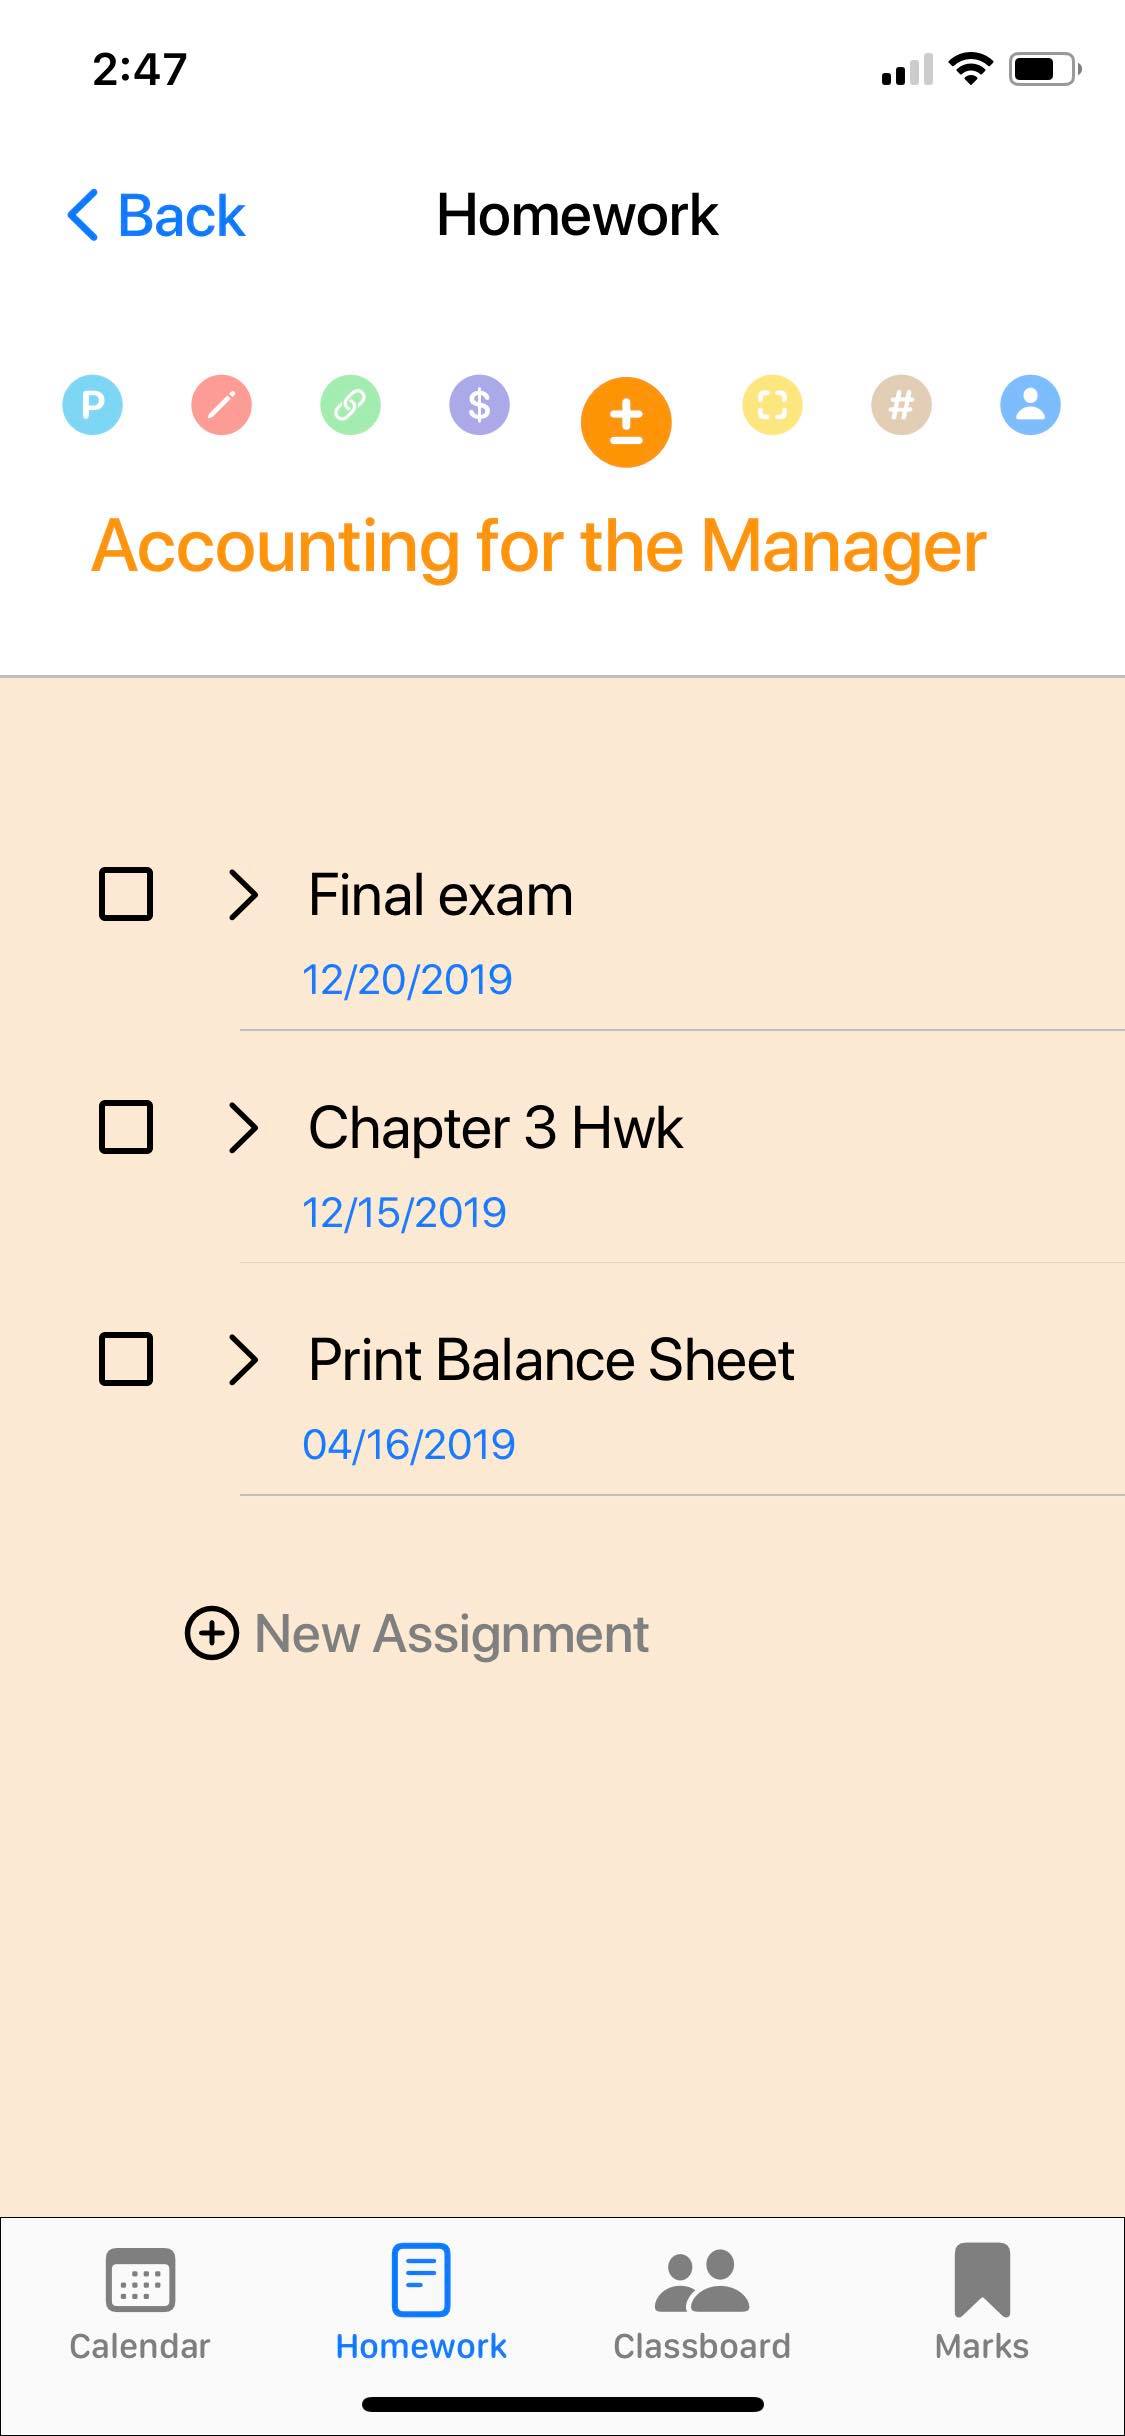 2:47
Back Homework
P $ ± #
Accounting for the Manager
Final exam
12/20/2019
Chapter 3 Hwk
12/15/2019
Print Balance Sheet
04/16/2019
New Assignment
Calendar Homework Classboard Marks